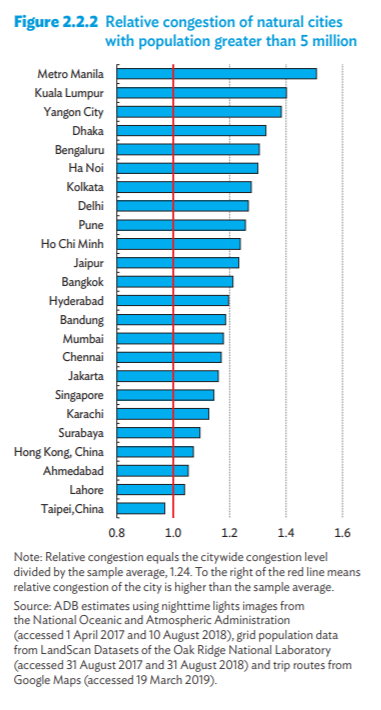 Figure 2.2.2 Relative congestion of natural cities
with population greater than 5 million
Metro Manila
Kuala Lumpur
Yangon City
Dhaka
Bengaluru
Ha Noi
Kolkata
Delhi
Pune
Ho Chi Minh
Jaipur
Bangkok
Hyderabad
Bandung
Mumbai
Chennai
Jakarta
Singapore
Karachi
Surabaya
Hong Kong, China
Ahmedabad
Lahore
Taipei,China
0.8 1.0 1.2 1.4 1.6
Note: Relative congestion equals the citywide congestion level
divided by the sample average, 1.24. To the right of the red line means
relative congestion of the city is higher than the sample average.
Source: ADB estimates using nighttime lights images from
the National Oceanic and Atmospheric Administration
(accessed 1 April 2017 and 10 August 2018), grid population data
from LandScan Datasets of the Oak Ridge National Laboratory
(accessed 31 August 2017 and 31 August 2018) and trip routes from
Google Maps (accessed 19 March 2019).